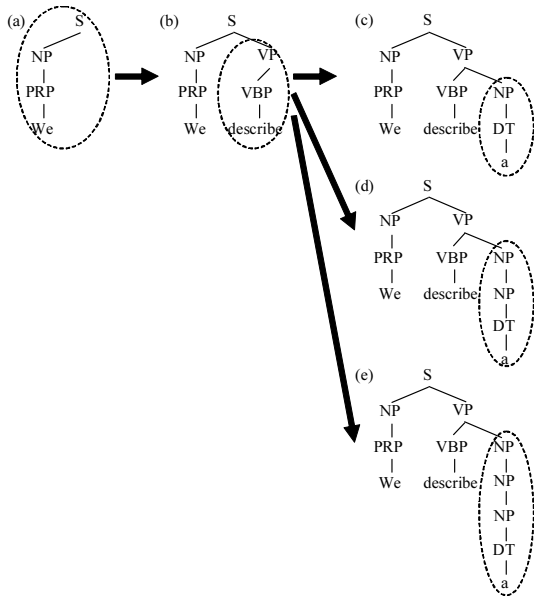 (a) S
NP
PRP
We
(b) S
NP VP
PRP VBP
We describe
(c) S
NP VP
PRP VBP NP
We describe DT
a
(d) S
NP VP
PRP VBP NP
We describe NP
DT
a
(e) S
NP VP
PRP VBP NP
We describe NP
NP
DT
a